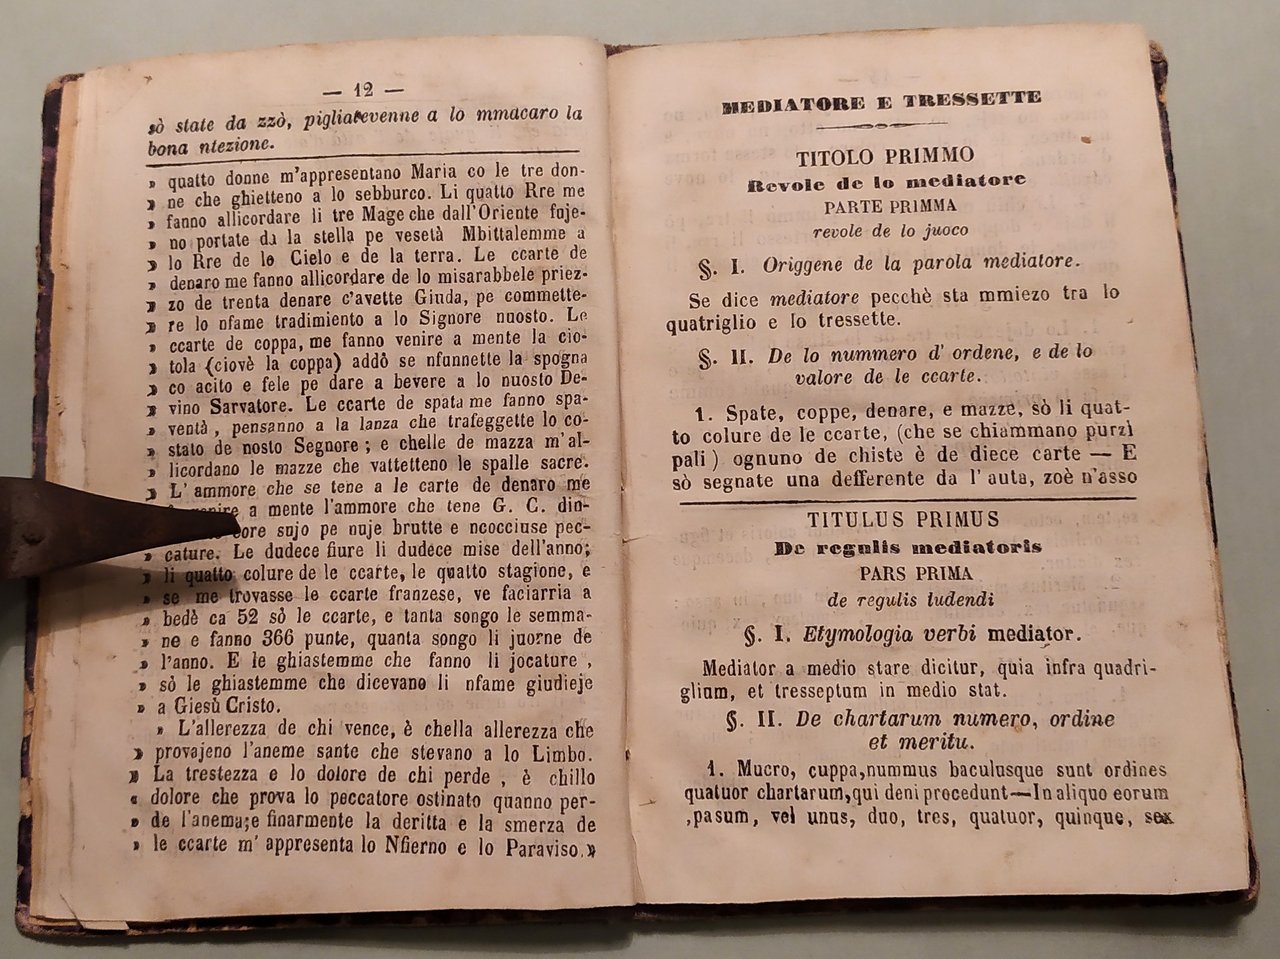 — 12 —
sò state da zzò, pigliatevenne a lo mmacaro la
bona ntezione.
» quatto donne m'appresentano Maria co le tre don-
» ne che ghietteno a lo sebburco. Li quatto Rre me
» fanno allicordare li tre Mage che dall'Oriente fuje-
» no portate da la stella pe vesetà Mbittalemme a
» lo Rre de le Cielo e de la terra. Le ccarte de
» denaro me fanno allicordare de lo misarabbele priez-
» zo de trenta denare c'avette Giuda, pe commette-
» re lo nfame tradimiento a lo Signore nuosto. Le
» ccarte de coppa, me fanno venire a mente la cio-
» tola (ciovè la coppa) addò se nfunnette la spogna
» co acito e fele pe dare a bevere a lo nuosto De-
» vino Sarvatore. Le ccarte de spata me fanno spa-
» ventà, pensanno a la lanza che trafeggette lo co-
» stato de nosto Segnore; e chelle de mazza m'al-
» licordano le mazze che vattetteno le spalle sacre.
» L'ammore che se tene a le carte de denaro me
a mente l'ammore che tene G. C. din-
core sujo pe nuje brutte e ncocciuse pec-
» cature. Le dudece fiure li dudece mise dell'anno;
» li quatto colure de le ccarte, le quatto stagione, e
» se me trovasse le ccarte franzese, ve faciarria a
» bedè ca 52 sò le ccarte, e tanta songo le semma-
» ne e fanno 366 punte, quanta songo li juorne de
» l'anno. E le ghiastemme che fanno li jocature,
» sò le ghiastemme che dicevano li nfame giudieje
» a Giesù Cristo.
» L'allerezza de chi vence, è chella allerezza che
» provajeno l'aneme sante che stevano a lo Limbo.
» La trestezza e lo dolore de chi perde, è chillo
« dolore che prova lo peccatore ostinato quanno per-
» de l'anema; e finarmente la deritta e la smerza de
» le ccarte m'appresenta lo Nfierno e lo Paraviso.»
MEDIATORE E TRESSETTE
TITOLO PRIMMO
Revole de lo mediatore
PARTE PRIMMA
revole de lo juoco
§. I. Origgene de la parola mediatore.
Se dice mediatore pecchè sta mmiezo tra lo
quatriglio e lo tressette.
§. II. De lo nummero d'ordene, e de lo
valore de le ccarte.
1. Spate, coppe, denare, e mazze, sò li quat-
to colure de le ccarte, (che se chiammano purzì
pali) ognuno de chiste è de diece carte — E
sò segnate una defferente da l'auta, zoè n'asso
TITULUS PRIMUS
De regulis mediatoris
PARS PRIMA
de regulis ludendi
§. I. Etymologia verbi mediator.
Mediator a medio stare dicitur, quia infra quadri-
glium, et tresseptum in medio stat.
§. II. De chartarum numero, ordine
et meritu.
1. Mucro, cuppa, nummus baculusque sunt ordines
quatuor chartarum, qui deni procedunt—In aliquo eorum
,pasum, vel unus, duo, tres, quatuor, quinque, sex